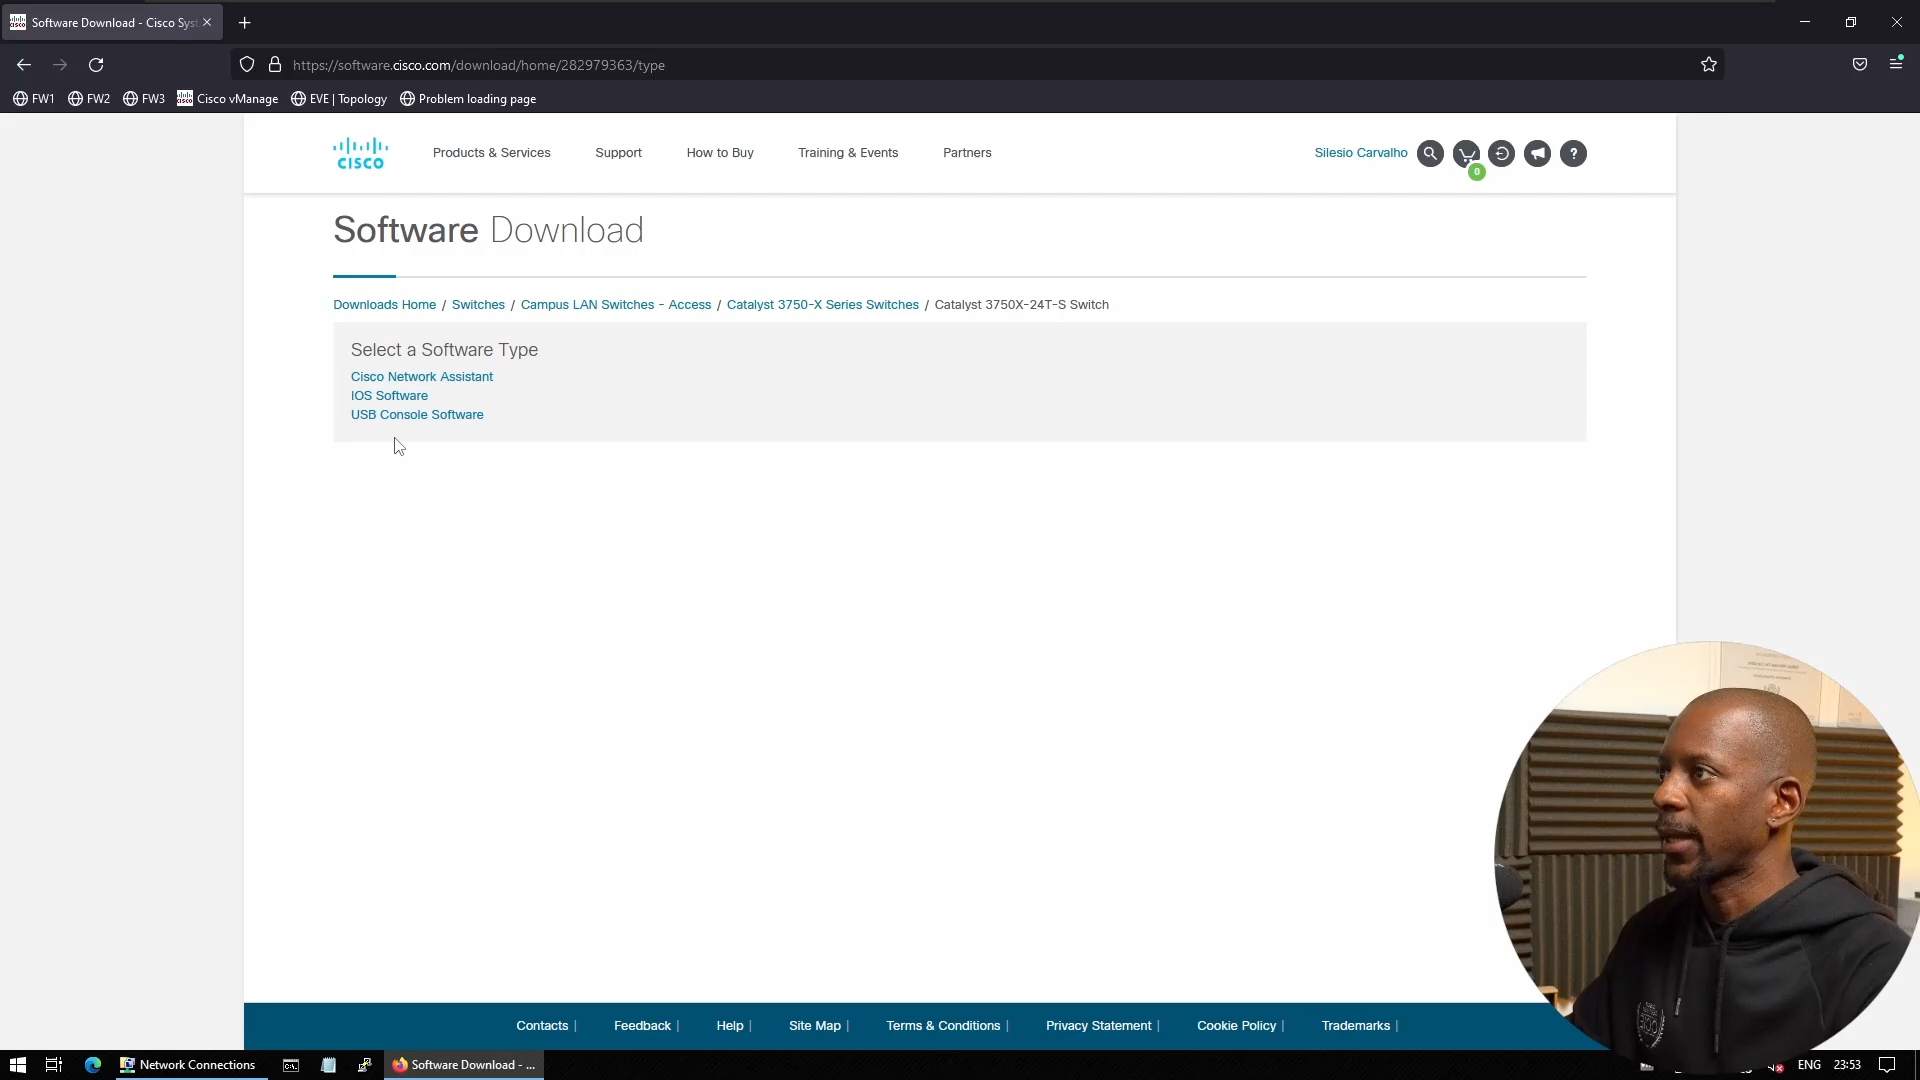 Software Download - Cisco Sys
https://software.cisco.com/download/home/282979363/type
FW1 FW2 FW3 Cisco vManage EVE | Topology Problem loading page
CISCO Products & Services Support How to Buy Training & Events Partners Silesio Carvalho ?
0
Software Download
Downloads Home / Switches / Campus LAN Switches - Access / Catalyst 3750-X Series Switches / Catalyst 3750X-24T-S Switch
Select a Software Type
Cisco Network Assistant
IOS Software
USB Console Software
Contacts | Feedback | Help | Site Map | Terms & Conditions | Privacy Statement | Cookie Policy | Trademarks |
Network Connections Software Download - ... ENG 23:53